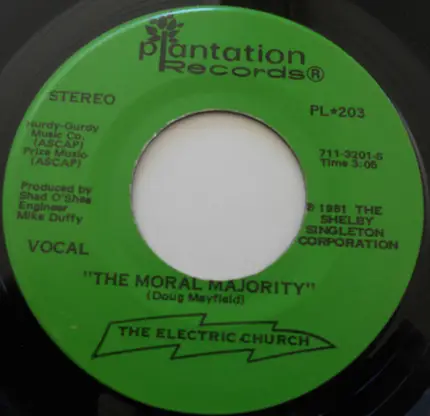 plantation
Records®
STEREO
PL*203
Hurdy-Gurdy
Music Co.
(ASCAP)
Prize Music
(ASCAP)
711-3201-S
Time 3:05
Produced by
Shad O'Shea
Engineer
Mike Duffy
℗ 1981 THE
SHELBY
SINGLETON
CORPORATION
VOCAL
"THE MORAL MAJORITY"
(Doug Mayfield)
THE ELECTRIC CHURCH